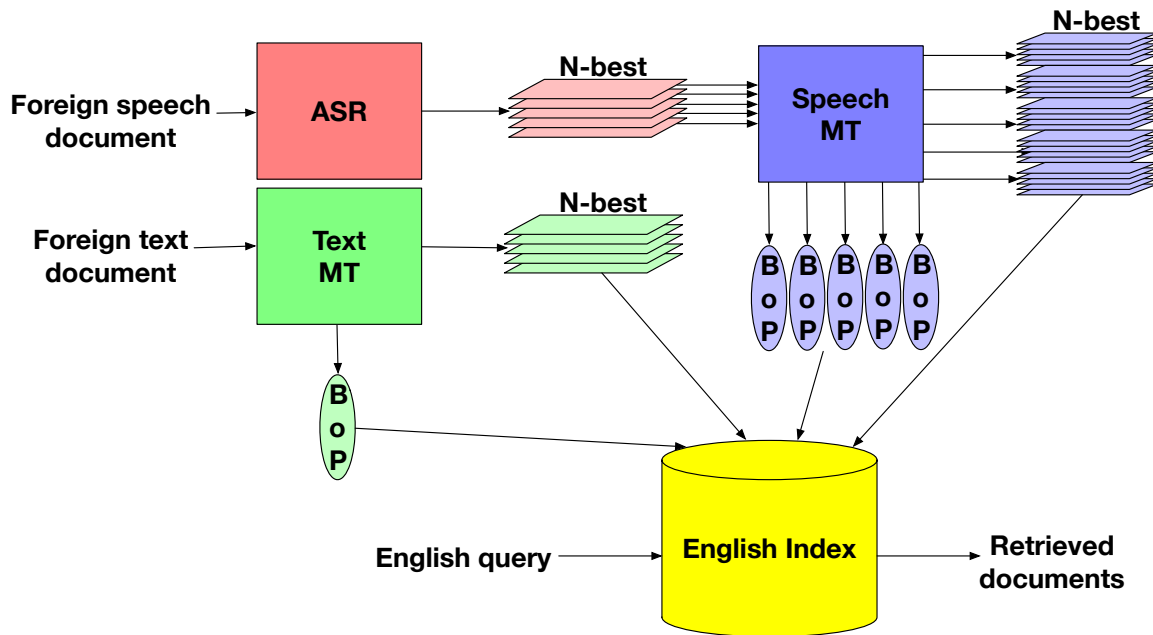 N-best
N-best
Foreign speech
document
ASR
Speech
MT
N-best
Foreign text
document
Text
MT
B
o
P
B
o
P
B
o
P
B
o
P
B
o
P
B
o
P
English query
English Index
Retrieved
documents